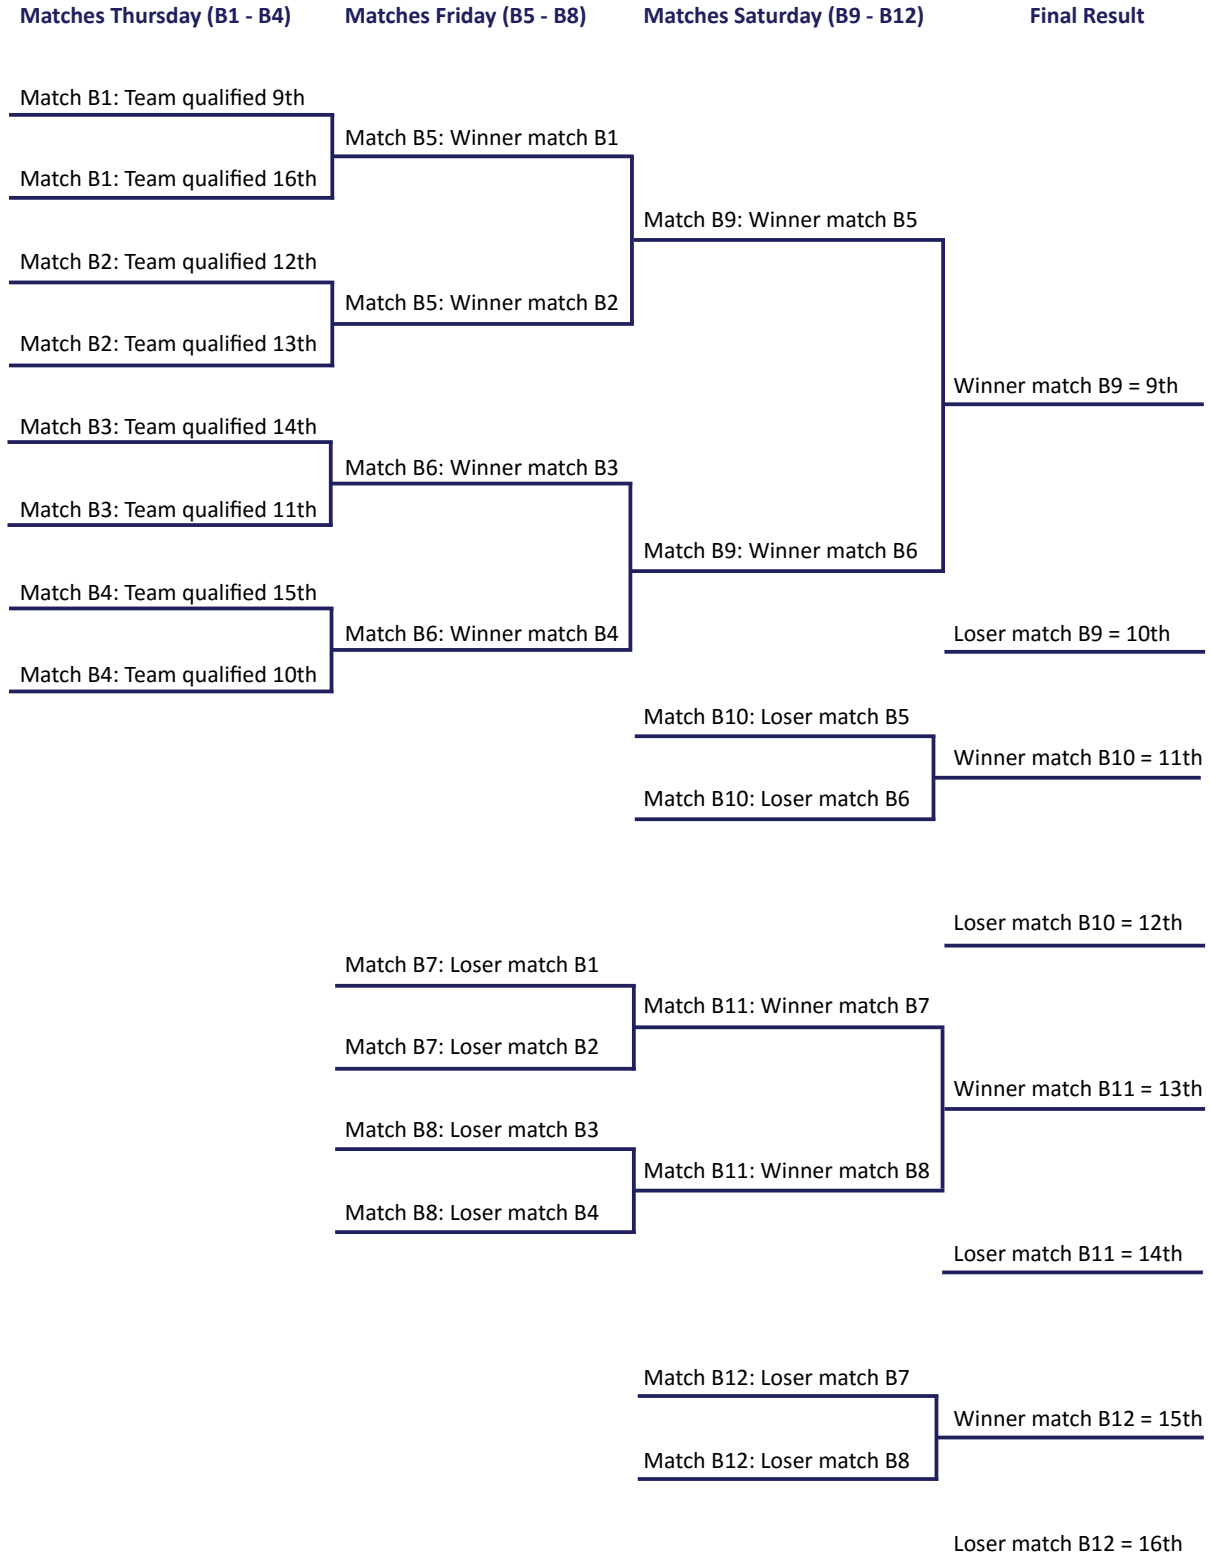 Matches Thursday (B1 - B4)
Matches Friday (B5 - B8)
Matches Saturday (B9 - B12)
Final Result
Match B1: Team qualified 9th
Match B1: Team qualified 16th
Match B2: Team qualified 12th
Match B2: Team qualified 13th
Match B3: Team qualified 14th
Match B3: Team qualified 11th
Match B4: Team qualified 15th
Match B4: Team qualified 10th
Match B5: Winner match B1
Match B5: Winner match B2
Match B6: Winner match B3
Match B6: Winner match B4
Match B7: Loser match B1
Match B7: Loser match B2
Match B8: Loser match B3
Match B8: Loser match B4
Match B9: Winner match B5
Match B9: Winner match B6
Match B10: Loser match B5
Match B10: Loser match B6
Match B11: Winner match B7
Match B11: Winner match B8
Match B12: Loser match B7
Match B12: Loser match B8
Winner match B9 = 9th
Loser match B9 = 10th
Winner match B10 = 11th
Loser match B10 = 12th
Winner match B11 = 13th
Loser match B11 = 14th
Winner match B12 = 15th
Loser match B12 = 16th